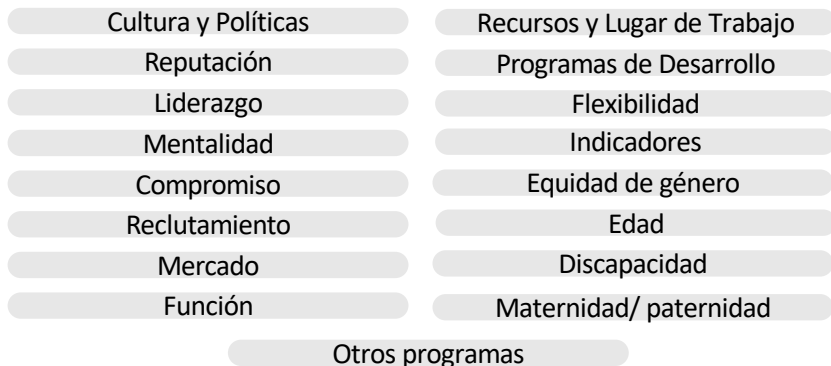 Cultura y Políticas
Reputación
Liderazgo
Mentalidad
Compromiso
Reclutamiento
Mercado
Función
Recursos y Lugar de Trabajo
Programas de Desarrollo
Flexibilidad
Indicadores
Equidad de género
Edad
Discapacidad
Maternidad/ paternidad
Otros programas